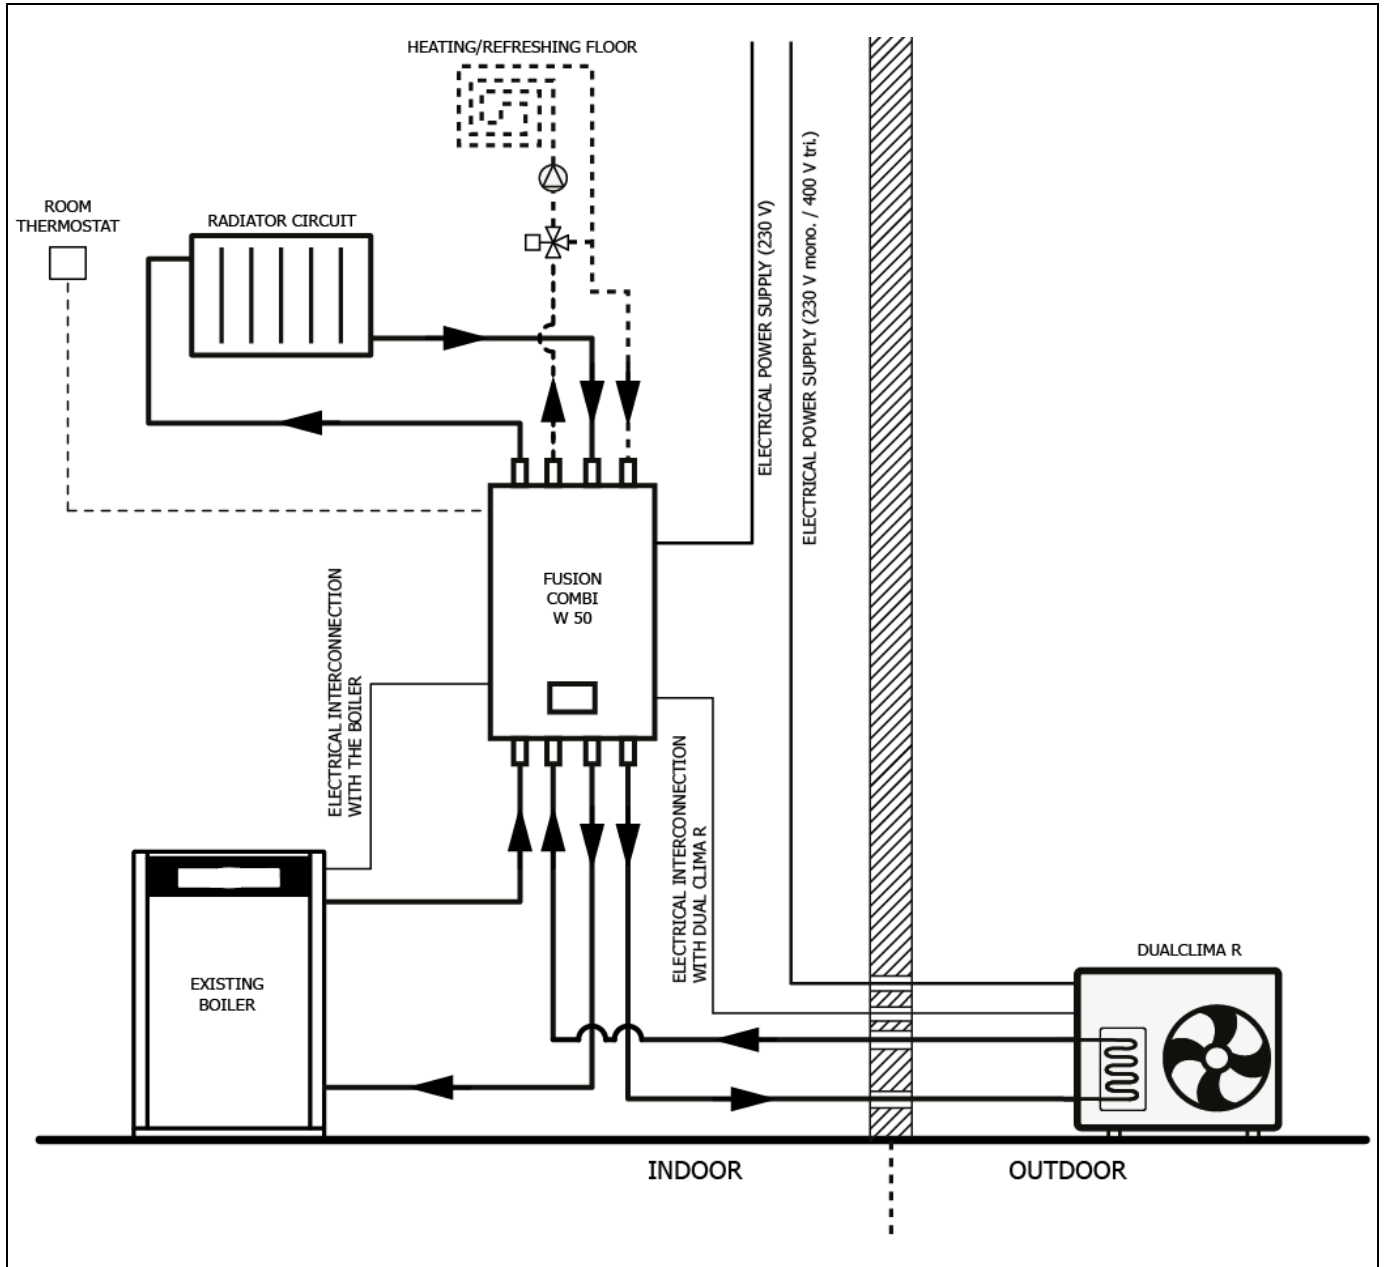 HEATING/REFRESHING FLOOR
ROOM
THERMOSTAT
RADIATOR CIRCUIT
ELECTRICAL POWER SUPPLY (230 V)
ELECTRICAL POWER SUPPLY (230 V mono. / 400 V tri.)
FUSION
COMBI
W 50
ELECTRICAL INTERCONNECTION
WITH THE BOILER
ELECTRICAL INTERCONNECTION
WITH DUAL CLIMA R
EXISTING
BOILER
DUALCLIMA R
INDOOR
OUTDOOR